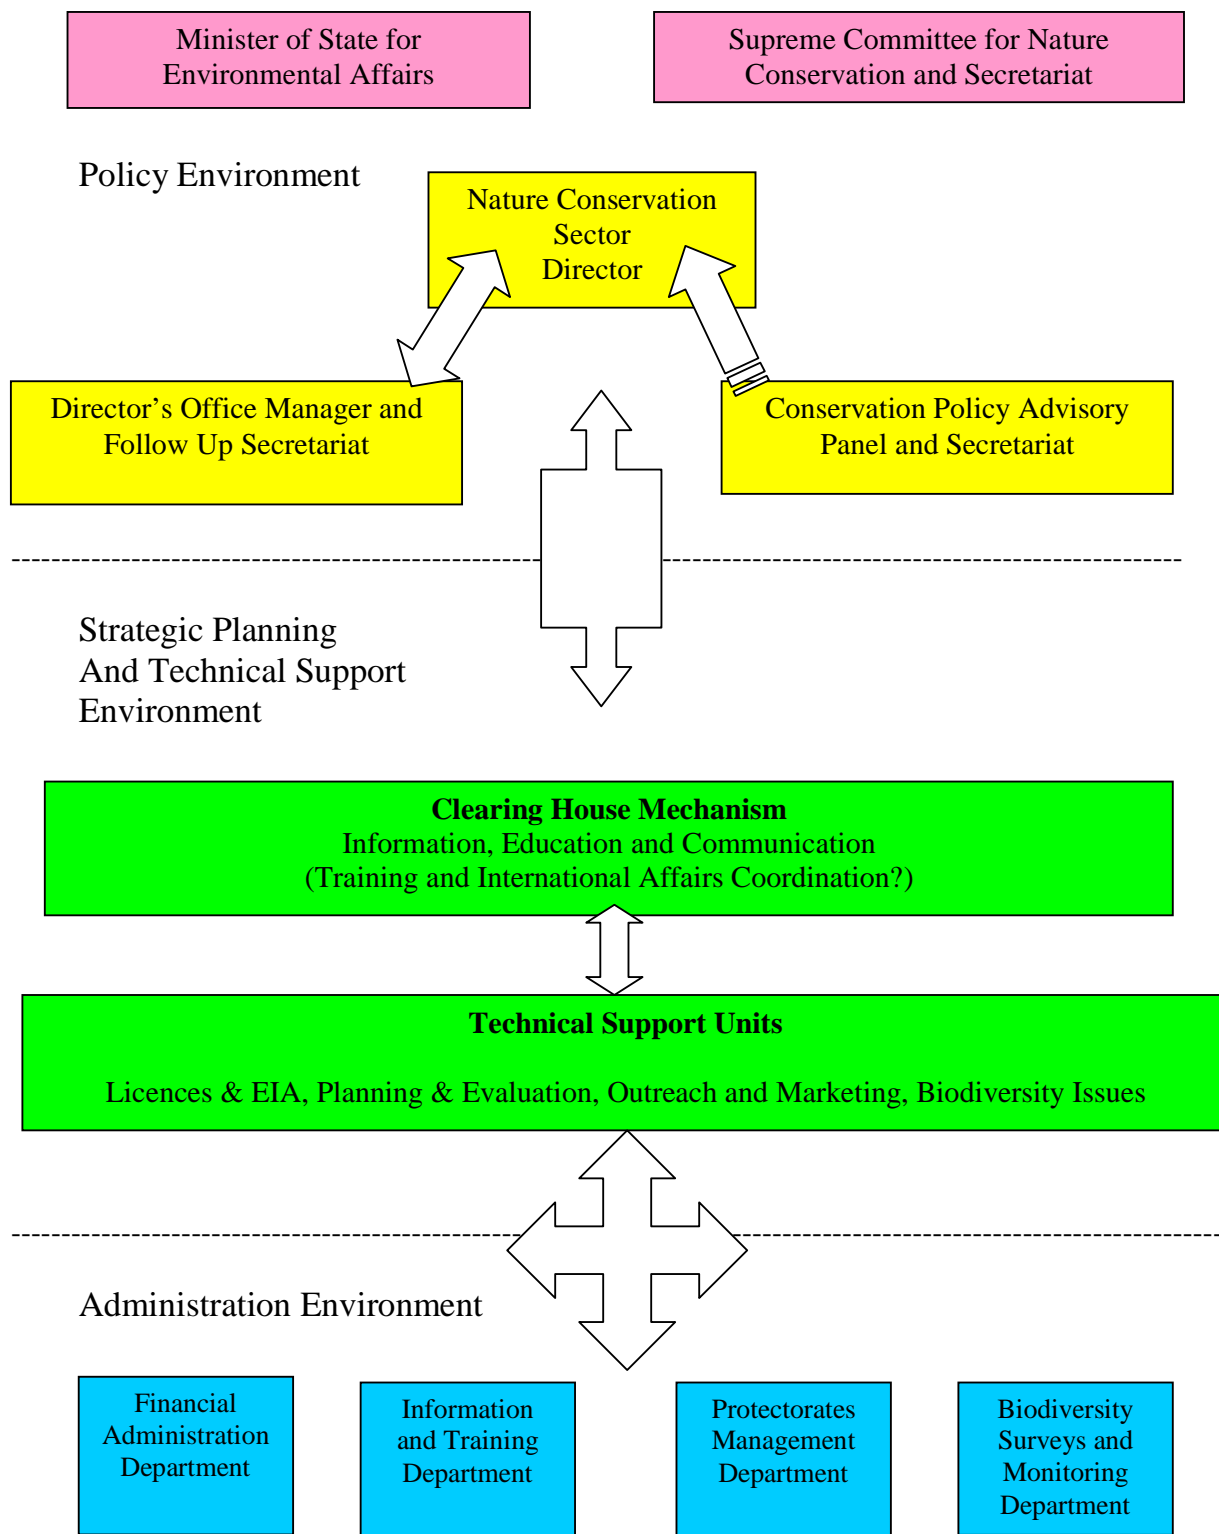 Minister of State for
Environmental Affairs
Supreme Committee for Nature
Conservation and Secretariat
Policy Environment
Nature Conservation
Sector
Director
Director’s Office Manager and
Follow Up Secretariat
Conservation Policy Advisory
Panel and Secretariat
Strategic Planning
And Technical Support
Environment
Clearing House Mechanism
Information, Education and Communication
(Training and International Affairs Coordination?)
Technical Support Units
Licences & EIA, Planning & Evaluation, Outreach and Marketing, Biodiversity Issues
Administration Environment
Financial
Administration
Department
Information
and Training
Department
Protectorates
Management
Department
Biodiversity
Surveys and
Monitoring
Department